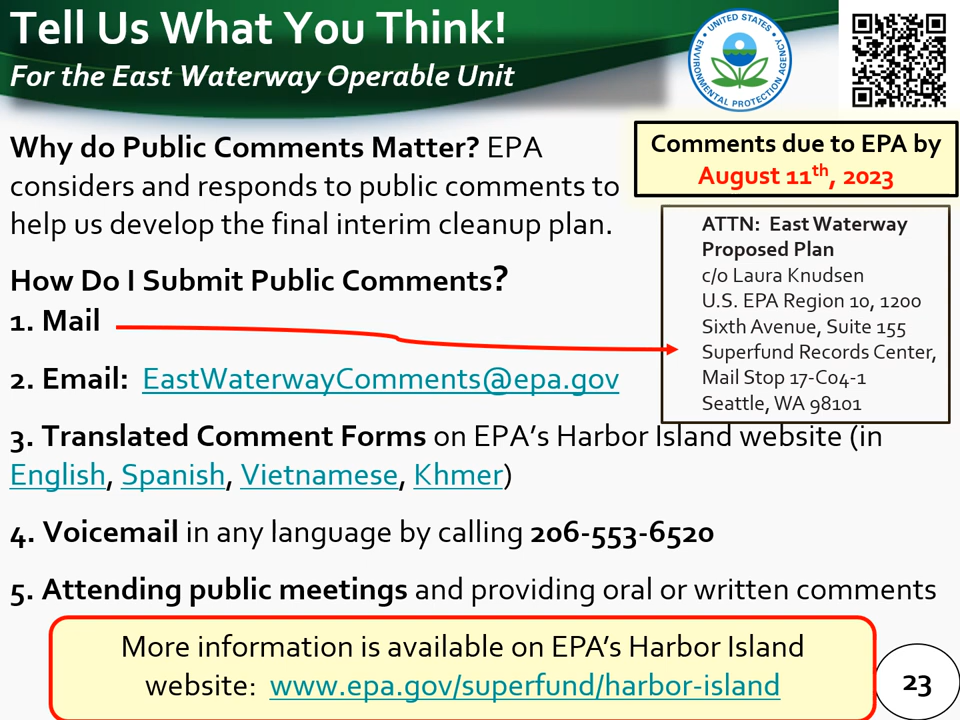 Tell Us What You Think!
For the East Waterway Operable Unit
UNITED STATES
ENVIRONMENTAL PROTECTION AGENCY
Why do Public Comments Matter? EPA
considers and responds to public comments to
help us develop the final interim cleanup plan.
Comments due to EPA by
August 11th, 2023
How Do I Submit Public Comments?
1. Mail
ATTN: East Waterway
Proposed Plan
c/o Laura Knudsen
U.S. EPA Region 10, 1200
Sixth Avenue, Suite 155
Superfund Records Center,
Mail Stop 17-C04-1
Seattle, WA 98101
2. Email: EastWaterwayComments@epa.gov
3. Translated Comment Forms on EPA’s Harbor Island website (in
English, Spanish, Vietnamese, Khmer)
4. Voicemail in any language by calling 206-553-6520
5. Attending public meetings and providing oral or written comments
More information is available on EPA’s Harbor Island
website: www.epa.gov/superfund/harbor-island
23